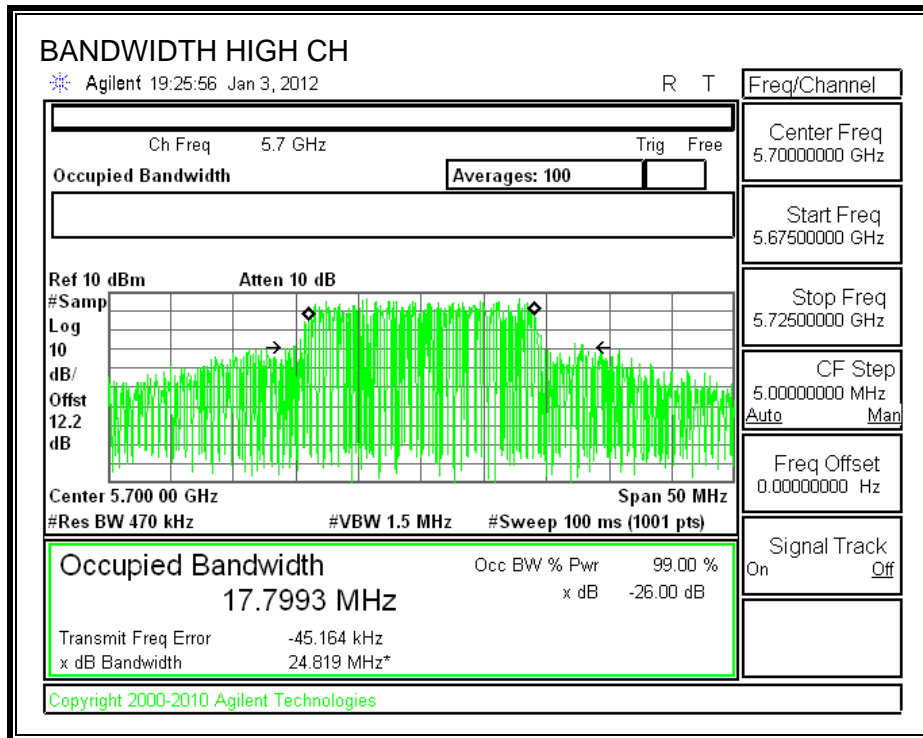 BANDWIDTH HIGH CH
Agilent 19:25:56 Jan 3, 2012
R T
Freq/Channel
Ch Freq 5.7 GHz
Trig Free
Occupied Bandwidth
Averages: 100
Center Freq
5.70000000 GHz
Start Freq
5.67500000 GHz
Stop Freq
5.72500000 GHz
CF Step
5.00000000 MHz
Auto Man
Freq Offset
0.00000000 Hz
Signal Track
On Off
Ref 10 dBm Atten 10 dB
#Samp
Log
10
dB/
Offst
12.2
dB
Center 5.700 00 GHz Span 50 MHz
#Res BW 470 kHz #VBW 1.5 MHz #Sweep 100 ms (1001 pts)
Occupied Bandwidth
17.7993 MHz
Occ BW % Pwr 99.00 %
x dB -26.00 dB
Transmit Freq Error -45.164 kHz
x dB Bandwidth 24.819 MHz*
Copyright 2000-2010 Agilent Technologies